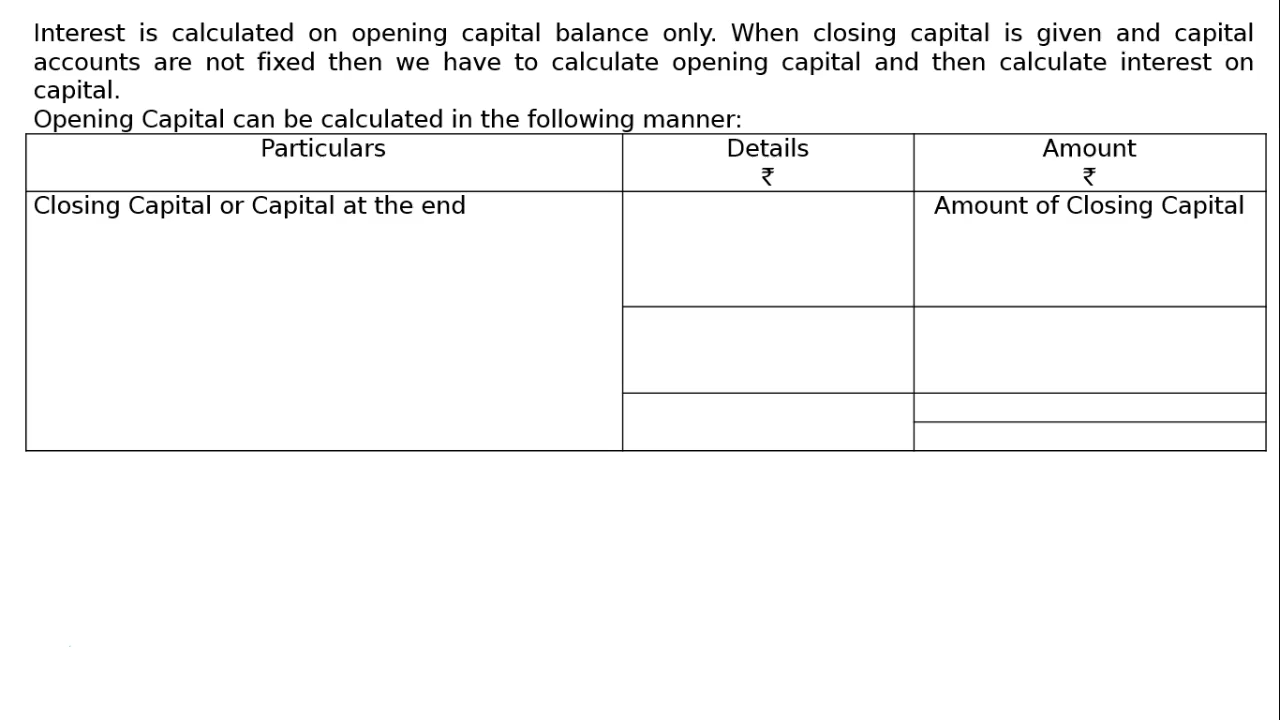 Interest is calculated on opening capital balance only. When closing capital is given and capital
accounts are not fixed then we have to calculate opening capital and then calculate interest on
capital.
Opening Capital can be calculated in the following manner:
Particulars Details Amount
₹ ₹
Closing Capital or Capital at the end Amount of Closing Capital